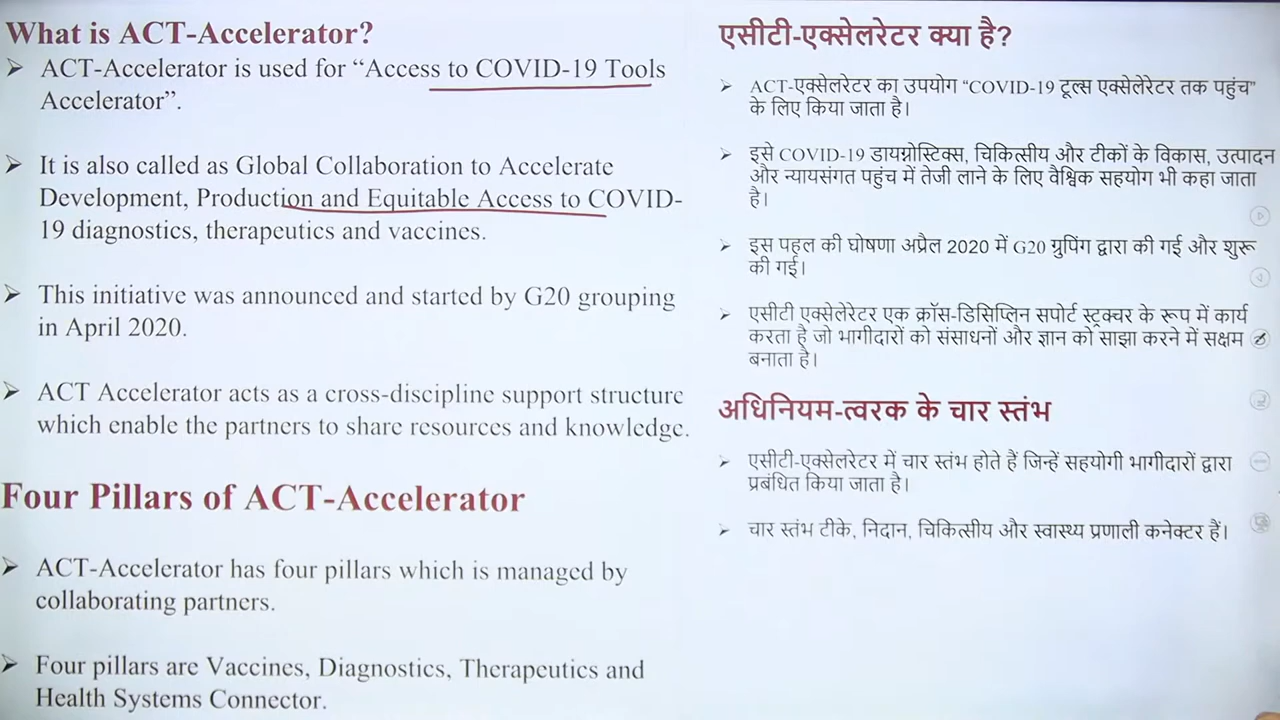 What is ACT-Accelerator?
➢ ACT-Accelerator is used for “Access to COVID-19 Tools
Accelerator”.
➢ It is also called as Global Collaboration to Accelerate
Development, Production and Equitable Access to COVID-
19 diagnostics, therapeutics and vaccines.
➢ This initiative was announced and started by G20 grouping
in April 2020.
➢ ACT Accelerator acts as a cross-discipline support structure
which enable the partners to share resources and knowledge.
Four Pillars of ACT-Accelerator
➢ ACT-Accelerator has four pillars which is managed by
collaborating partners.
➢ Four pillars are Vaccines, Diagnostics, Therapeutics and
Health Systems Connector.
एसीटी-एक्सेलरेटर क्या है?
➢ ACT-एक्सेलरेटर का उपयोग “COVID-19 टूल्स एक्सेलेरेटर तक पहुंच”
के लिए किया जाता है।
➢ इसे COVID-19 डायग्नोस्टिक्स, चिकित्सीय और टीकों के विकास, उत्पादन
और न्यायसंगत पहुंच में तेजी लाने के लिए वैश्विक सहयोग भी कहा जाता
है।
➢ इस पहल की घोषणा अप्रैल 2020 में G20 ग्रुपिंग द्वारा की गई और शुरू
की गई।
➢ एसीटी एक्सेलेरेटर एक क्रॉस-डिसिप्लिन सपोर्ट स्ट्रक्चर के रूप में कार्य
करता है जो भागीदारों को संसाधनों और ज्ञान को साझा करने में सक्षम
बनाता है।
अधिनियम-त्वरक के चार स्तंभ
➢ एसीटी-एक्सेलरेटर में चार स्तंभ होते हैं जिन्हें सहयोगी भागीदारों द्वारा
प्रबंधित किया जाता है।
➢ चार स्तंभ टीके, निदान, चिकित्सीय और स्वास्थ्य प्रणाली कनेक्टर हैं।